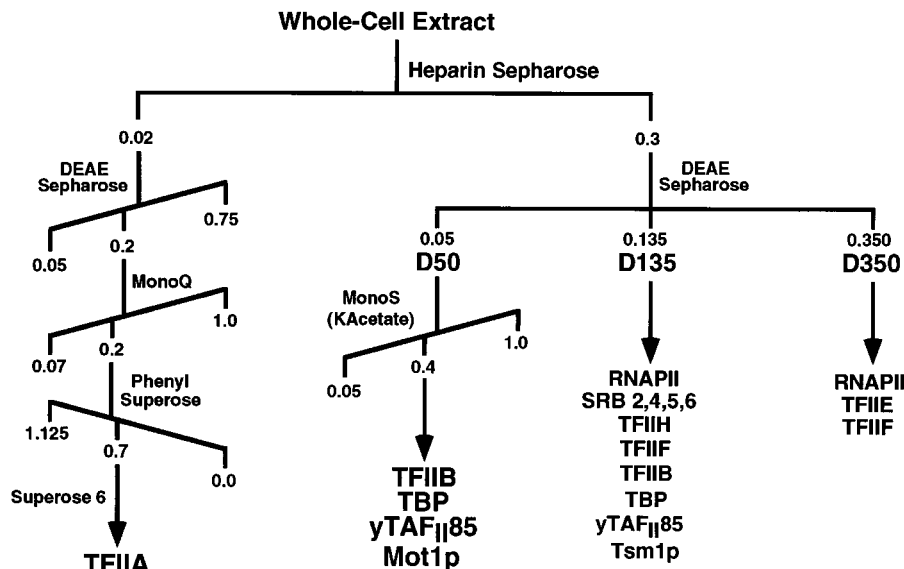 Whole-Cell Extract
Heparin Sepharose
0.02
0.3
DEAE
Sepharose
DEAE
Sepharose
0.05
0.2
0.75
MonoQ
0.07
0.2
1.0
Phenyl
Superose
1.125
0.7
0.0
Superose 6
TFIIA
0.05
D50
0.135
D135
0.350
D350
MonoS
(KAcetate)
0.05
0.4
1.0
TFIIB
TBP
yTAFII85
Mot1p
RNAPII
SRB 2,4,5,6
TFIIH
TFIIF
TFIIB
TBP
yTAFII85
Tsm1p
RNAPII
TFIIE
TFIIF